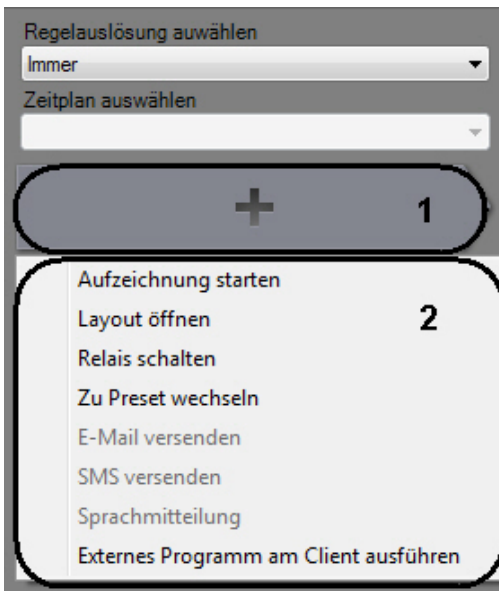 Regelauslösung auwählen
Immer
Zeitplan auswählen
1
Aufzeichnung starten
Layout öffnen
2
Relais schalten
Zu Preset wechseln
E-Mail versenden
SMS versenden
Sprachmitteilung
Externes Programm am Client ausführen